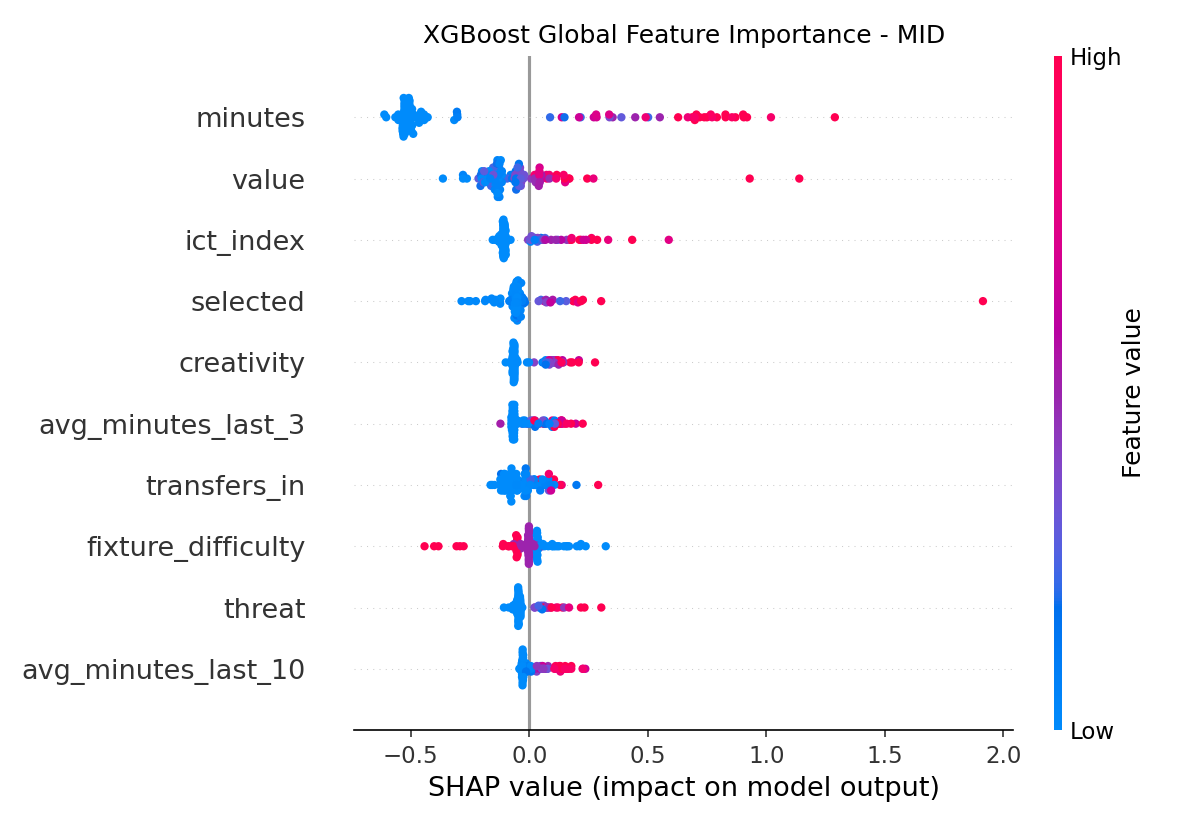 XGBoost Global Feature Importance - MID
High
minutes
value
ict_index
selected
creativity
avg_minutes_last_3
transfers_in
fixture_difficulty
threat
avg_minutes_last_10
Feature value
Low
−0.5 0.0 0.5 1.0 1.5 2.0
SHAP value (impact on model output)